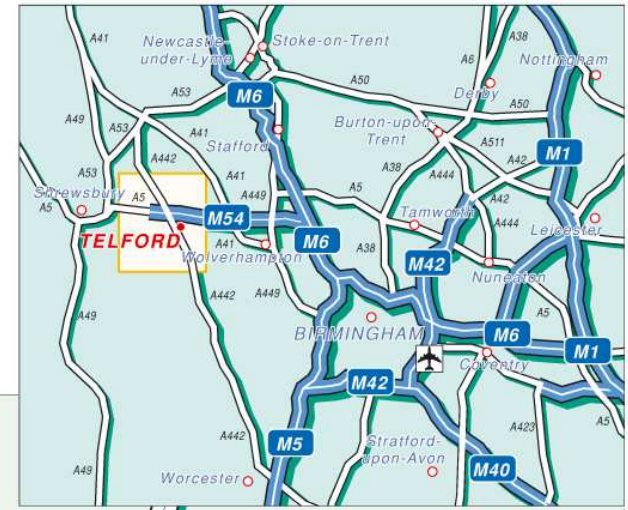 A41
Newcastle-
under-Lyme
Stoke-on-Trent
A38
A6
Nottingham
A50
Derby
A53
M6
A50
A49
A53
A41
Stafford
Burton-upon-
Trent
A511
M1
A442
A42
A53
A41
A38
A444
Shrewsbury
A5
A5
M54
A449
A5
Tamworth
A42
A444
Leicester
TELFORD
A41
Wolverhampton
M6
A38
M42
Nuneaton
A442
A449
A5
A49
BIRMINGHAM
M6
M1
Coventry
M42
A442
M5
Stratford-
upon-Avon
A423
A5
A49
Worcester
M40